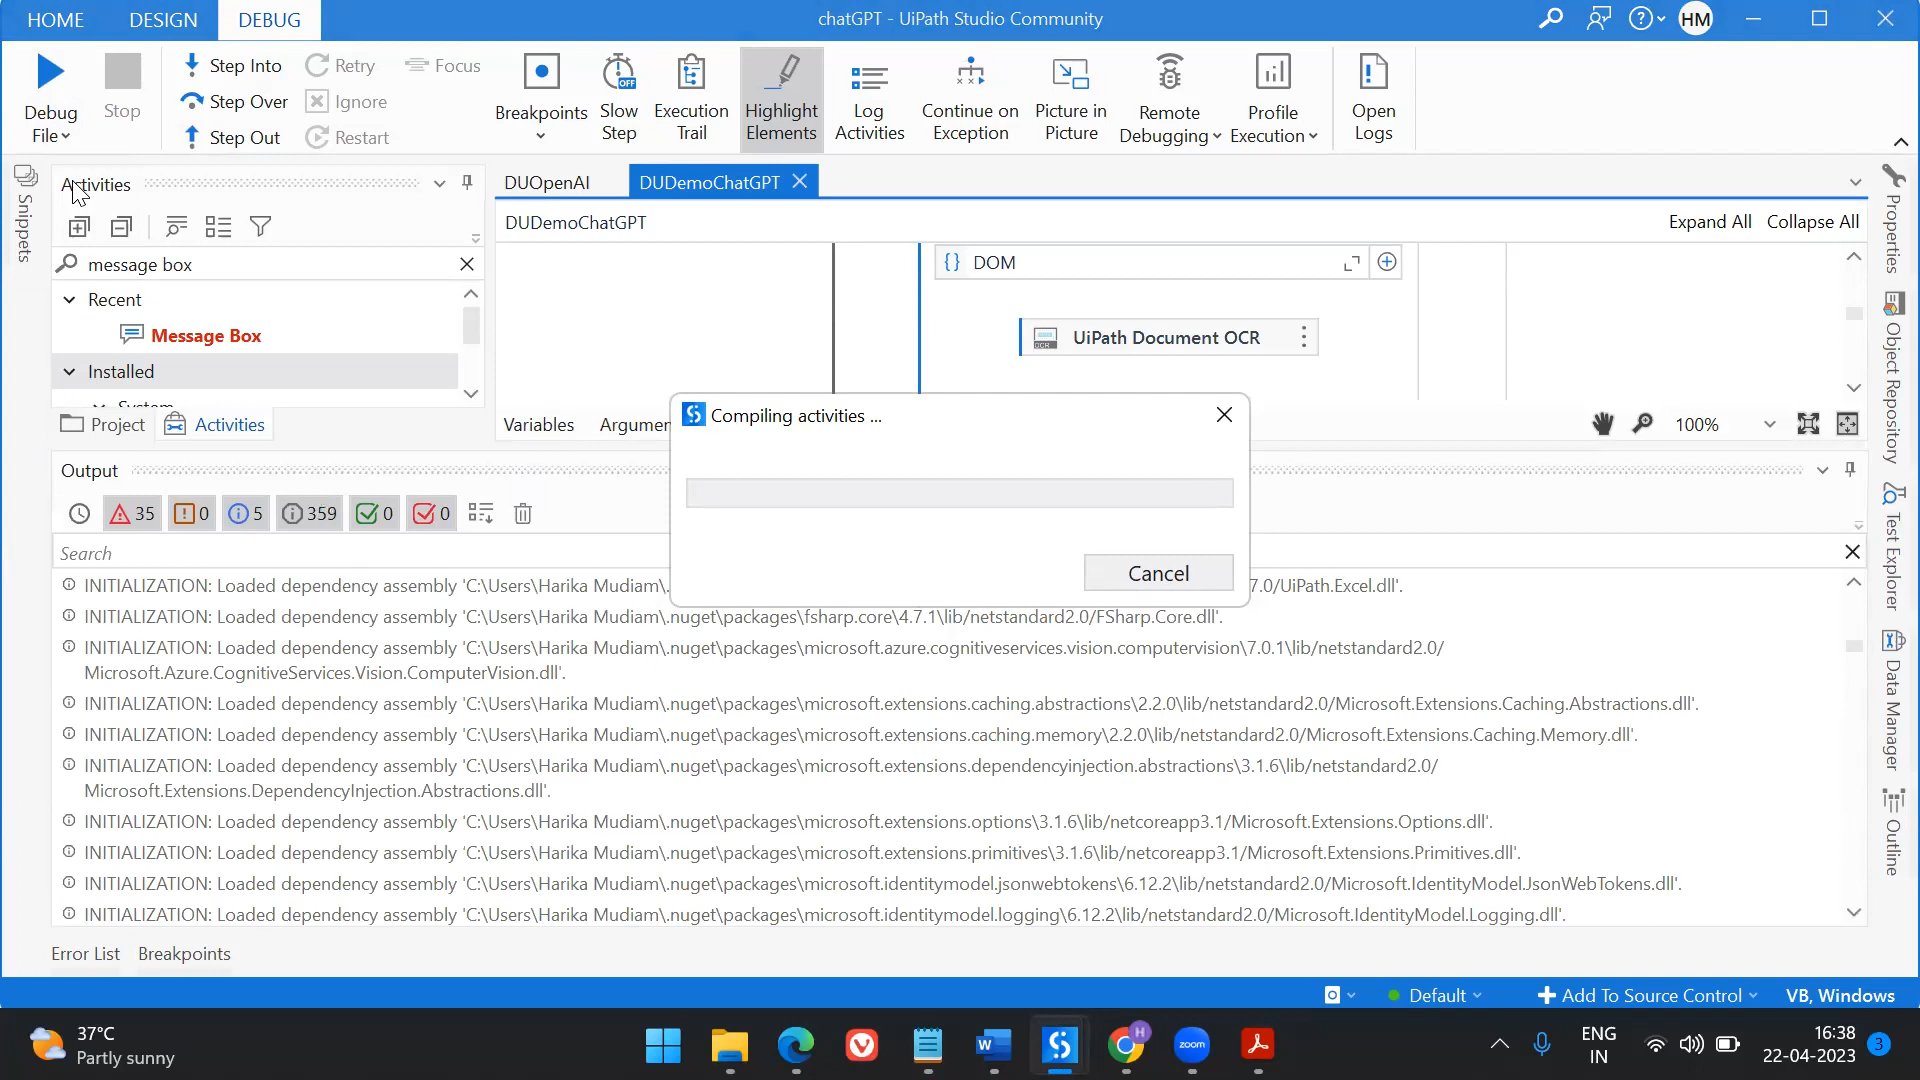 HOME DESIGN DEBUG chatGPT - UiPath Studio Community HM
Step Into Retry Focus
Step Over Ignore
Step Out Restart
Debug File
Stop
Breakpoints
Slow Step
OFF
Execution Trail
Highlight Elements
Log Activities
Continue on Exception
Picture in Picture
Remote Debugging
Profile Execution
Open Logs
Snippets
Activities
message box
Recent
Message Box
Installed
System
Project Activities
DUOpenAI DUDemoChatGPT
DUDemoChatGPT Expand All Collapse All
{} DOM
OCR UiPath Document OCR
Variables Argumen 100%
Compiling activities ...
Cancel
Output
35 0 5 359 0 0
Search
INITIALIZATION: Loaded dependency assembly 'C:\Users\Harika Mudiam\. 7.0/UiPath.Excel.dll'.
INITIALIZATION: Loaded dependency assembly 'C:\Users\Harika Mudiam\.nuget\packages\fsharp.core\4.7.1\lib/netstandard2.0/FSharp.Core.dll'.
INITIALIZATION: Loaded dependency assembly 'C:\Users\Harika Mudiam\.nuget\packages\microsoft.azure.cognitiveservices.vision.computervision\7.0.1\lib/netstandard2.0/
Microsoft.Azure.CognitiveServices.Vision.ComputerVision.dll'.
INITIALIZATION: Loaded dependency assembly 'C:\Users\Harika Mudiam\.nuget\packages\microsoft.extensions.caching.abstractions\2.2.0\lib/netstandard2.0/Microsoft.Extensions.Caching.Abstractions.dll'.
INITIALIZATION: Loaded dependency assembly 'C:\Users\Harika Mudiam\.nuget\packages\microsoft.extensions.caching.memory\2.2.0\lib/netstandard2.0/Microsoft.Extensions.Caching.Memory.dll'.
INITIALIZATION: Loaded dependency assembly 'C:\Users\Harika Mudiam\.nuget\packages\microsoft.extensions.dependencyinjection.abstractions\3.1.6\lib/netstandard2.0/
Microsoft.Extensions.DependencyInjection.Abstractions.dll'.
INITIALIZATION: Loaded dependency assembly 'C:\Users\Harika Mudiam\.nuget\packages\microsoft.extensions.options\3.1.6\lib/netcoreapp3.1/Microsoft.Extensions.Options.dll'.
INITIALIZATION: Loaded dependency assembly 'C:\Users\Harika Mudiam\.nuget\packages\microsoft.extensions.primitives\3.1.6\lib/netcoreapp3.1/Microsoft.Extensions.Primitives.dll'.
INITIALIZATION: Loaded dependency assembly 'C:\Users\Harika Mudiam\.nuget\packages\microsoft.identitymodel.jsonwebtokens\6.12.2\lib/netstandard2.0/Microsoft.IdentityModel.JsonWebTokens.dll'.
INITIALIZATION: Loaded dependency assembly 'C:\Users\Harika Mudiam\.nuget\packages\microsoft.identitymodel.logging\6.12.2\lib/netstandard2.0/Microsoft.IdentityModel.Logging.dll'.
Error List Breakpoints
Properties
Object Repository
Test Explorer
Data Manager
Outline
Default Add To Source Control VB, Windows
37°C
Partly sunny
W
H
zoom
ENG
IN
16:38
22-04-2023
3